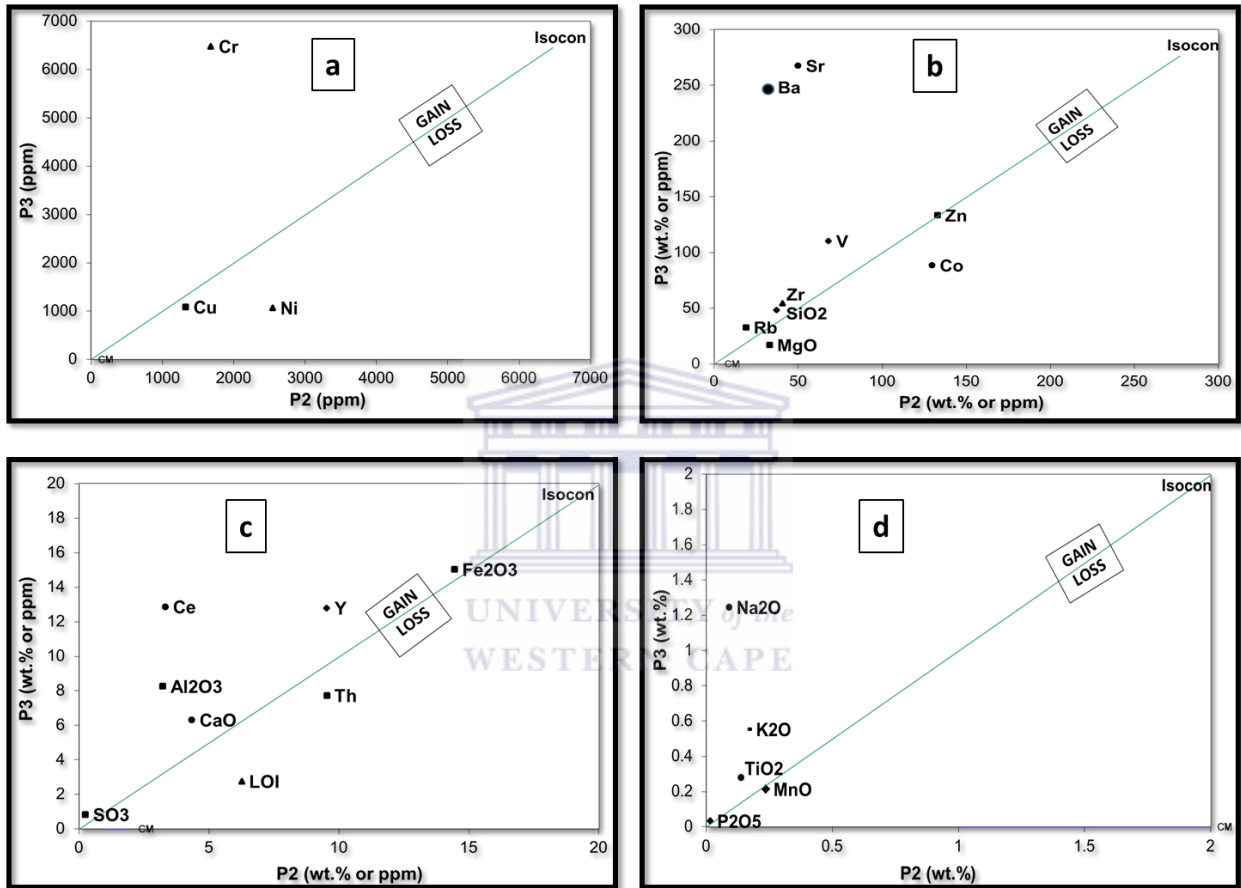 7000
6000
5000
4000
3000
2000
1000
0
P3 (ppm)
Cr
a
Isocon
GAIN
LOSS
Cu
Ni
CM
0 1000 2000 3000 4000 5000 6000 7000
P2 (ppm)
300
250
200
150
100
50
0
P3 (wt.% or ppm)
Isocon
b
Sr
Ba
GAIN
LOSS
Zn
V
Co
Zr
SiO2
Rb
MgO
CM
0 50 100 150 200 250 300
P2 (wt.% or ppm)
20
18
16
14
12
10
8
6
4
2
0
P3 (wt.% or ppm)
Isocon
c
Fe2O3
Ce
Y
GAIN
LOSS
Al2O3
Th
CaO
LOI
SO3
CM
0 5 10 15 20
P2 (wt.% or ppm)
2
1.8
1.6
1.4
1.2
1
0.8
0.6
0.4
0.2
0
P3 (wt.%)
Isocon
d
GAIN
LOSS
Na2O
K2O
TiO2
MnO
P2O5
CM
0 0.5 1 1.5 2
P2 (wt.%)
UNIVERSITY of the
WESTERN CAPE